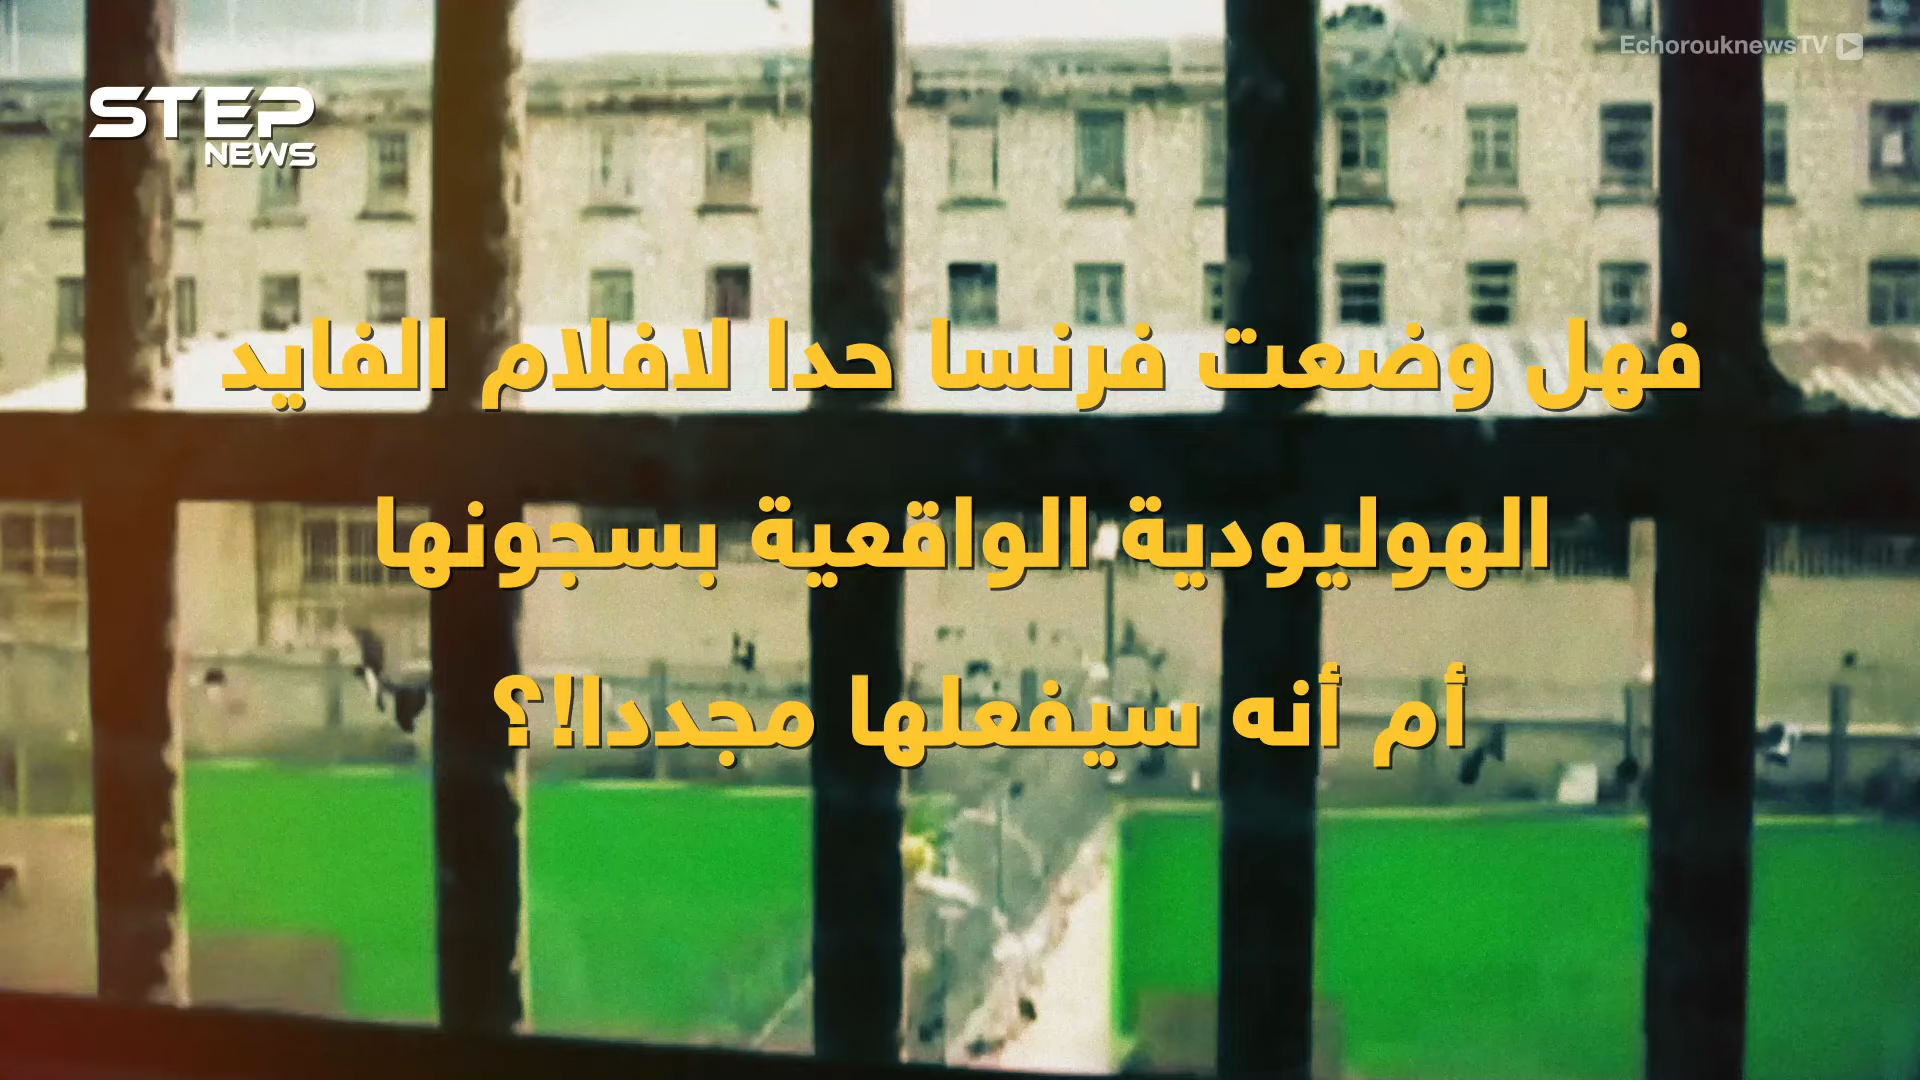 EchorouknewsTV
STEP
NEWS
فهل وضعت فرنسا حدا لافلام الفايد
الهوليودية الواقعية بسجونها
أم أنه سيفعلها مجددا!؟